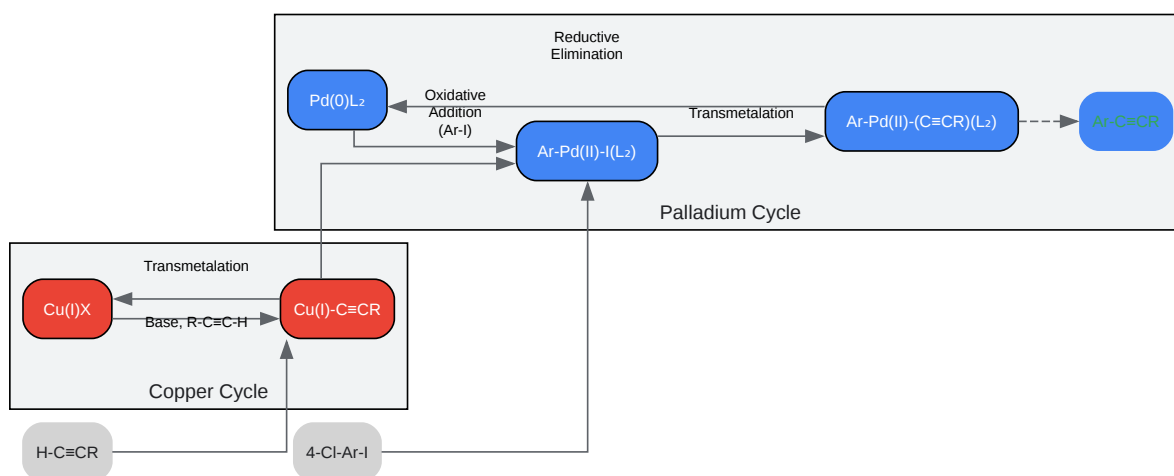 Reductive
Elimination
Pd(0)L₂
Oxidative
Addition
(Ar-I)
Transmetalation
Ar-Pd(II)-I(L₂)
Ar-Pd(II)-(C≡CR)(L₂)
Ar-C≡CR
Palladium Cycle
Transmetalation
Cu(I)X
Cu(I)-C≡CR
Base, R-C≡C-H
Copper Cycle
H-C≡CR
4-Cl-Ar-I